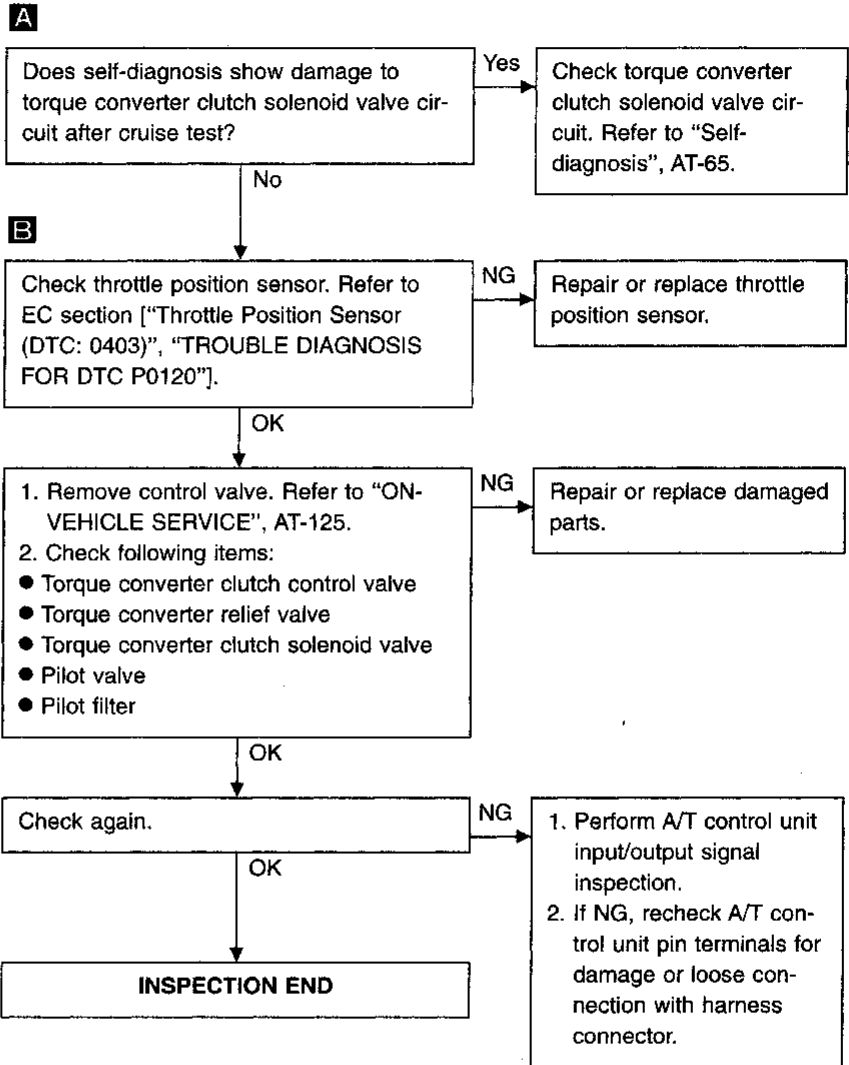 A
Does self-diagnosis show damage to
torque converter clutch solenoid valve cir-
cuit after cruise test?
Yes
Check torque converter
clutch solenoid valve cir-
cuit. Refer to “Self-
diagnosis”, AT-65.
No
B
Check throttle position sensor. Refer to
EC section [“Throttle Position Sensor
(DTC: 0403)”, “TROUBLE DIAGNOSIS
FOR DTC P0120”].
NG
Repair or replace throttle
position sensor.
OK
1. Remove control valve. Refer to “ON-
VEHICLE SERVICE”, AT-125.
2. Check following items:
● Torque converter clutch control valve
● Torque converter relief valve
● Torque converter clutch solenoid valve
● Pilot valve
● Pilot filter
NG
Repair or replace damaged
parts.
OK
Check again.
NG
1. Perform A/T control unit
input/output signal
inspection.
2. If NG, recheck A/T con-
trol unit pin terminals for
damage or loose con-
nection with harness
connector.
OK
INSPECTION END